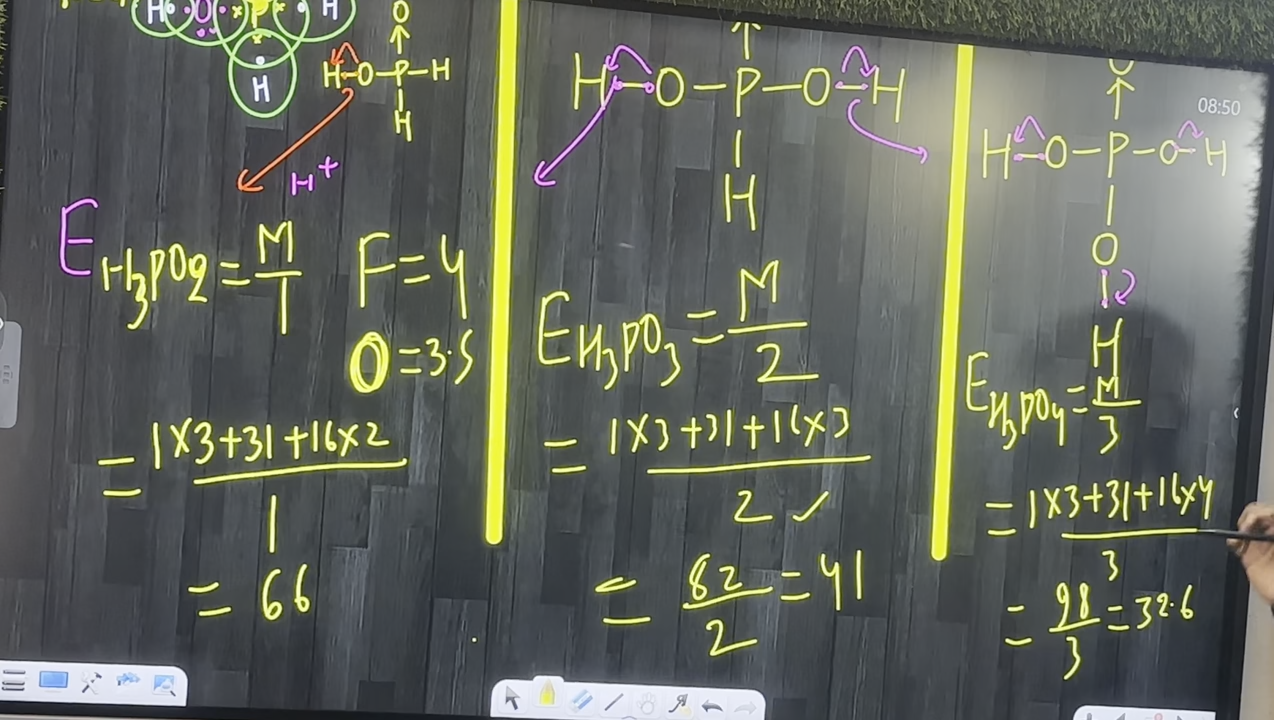 H O P H
O
↑
H-O-P-H
|
H
H+
E H₃PO₂ = M/1
F=4
O=3.5
= 1×3+31+16×2
1
= 66
↑
H-O-P-O-H
|
H
E H₃PO₃ = M/2
= 1×3+31+16×3
2 ✓
= 82/2 = 41
08:50
O
↑
H-O-P-O-H
|
O
|
H
E H₃PO₄ = M/3
= 1×3+31+16×4
3
= 98/3 = 32.6